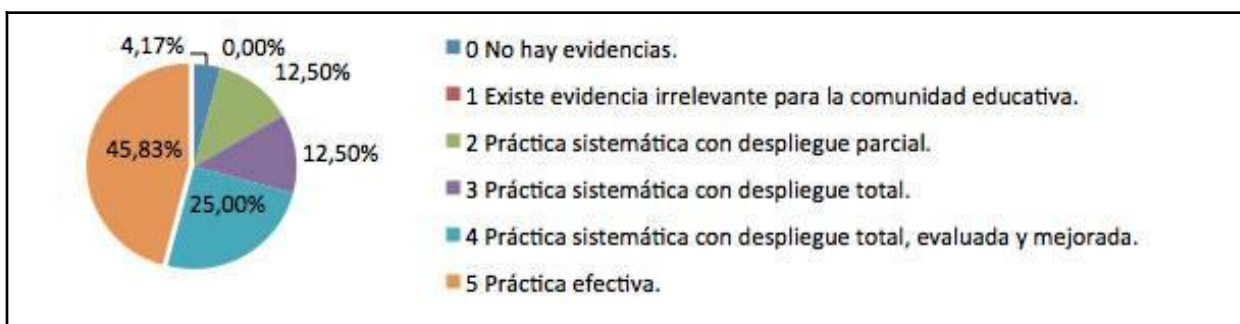 4,17%
0,00%
12,50%
12,50%
25,00%
45,83%
0 No hay evidencias.
1 Existe evidencia irrelevante para la comunidad educativa.
2 Práctica sistemática con despliegue parcial.
3 Práctica sistemática con despliegue total.
4 Práctica sistemática con despliegue total, evaluada y mejorada.
5 Práctica efectiva.